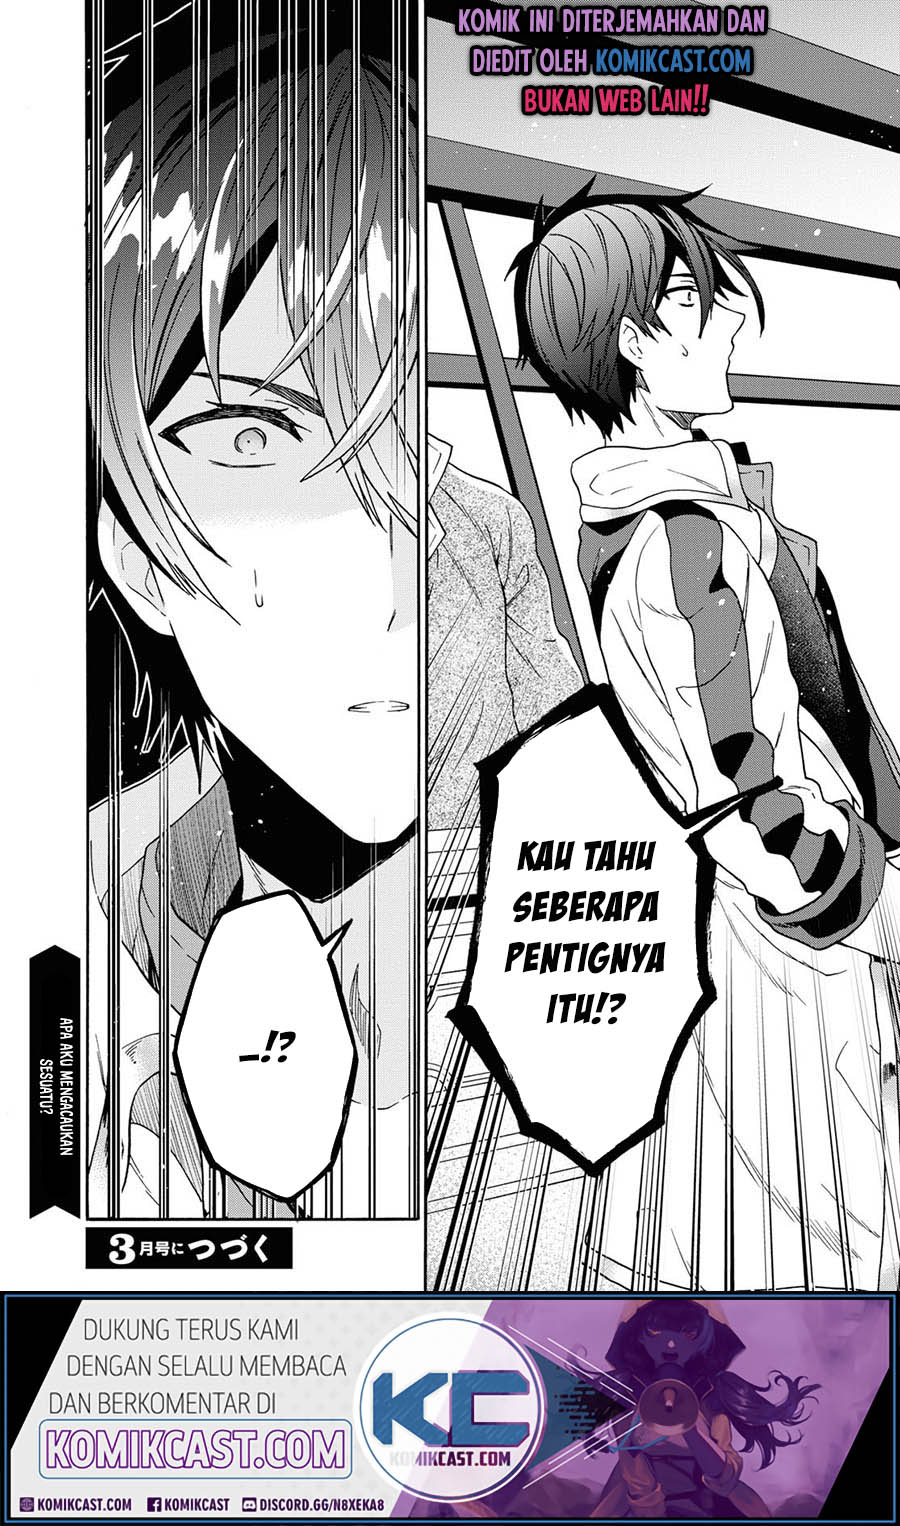 KOMIK INI DITERJEMAHKAN DAN
DIEDIT OLEH KOMIKCAST.COM
BUKAN WEB LAIN!!
KAU TAHU
SEBERAPA
PENTIGNYA
ITU!?
_!?
APA AKU MENGACAUKAN
SESUATU?
3月号につづく
DUKUNG TERUS KAMI
DENGAN SELALU MEMBACA
DAN BERKOMENTAR DI
KOMIKCAST.COM
KC
KOMIKCAST.COM
KOMIKCAST.COM KOMIKCAST DISCORD.GG/N8XEKA8